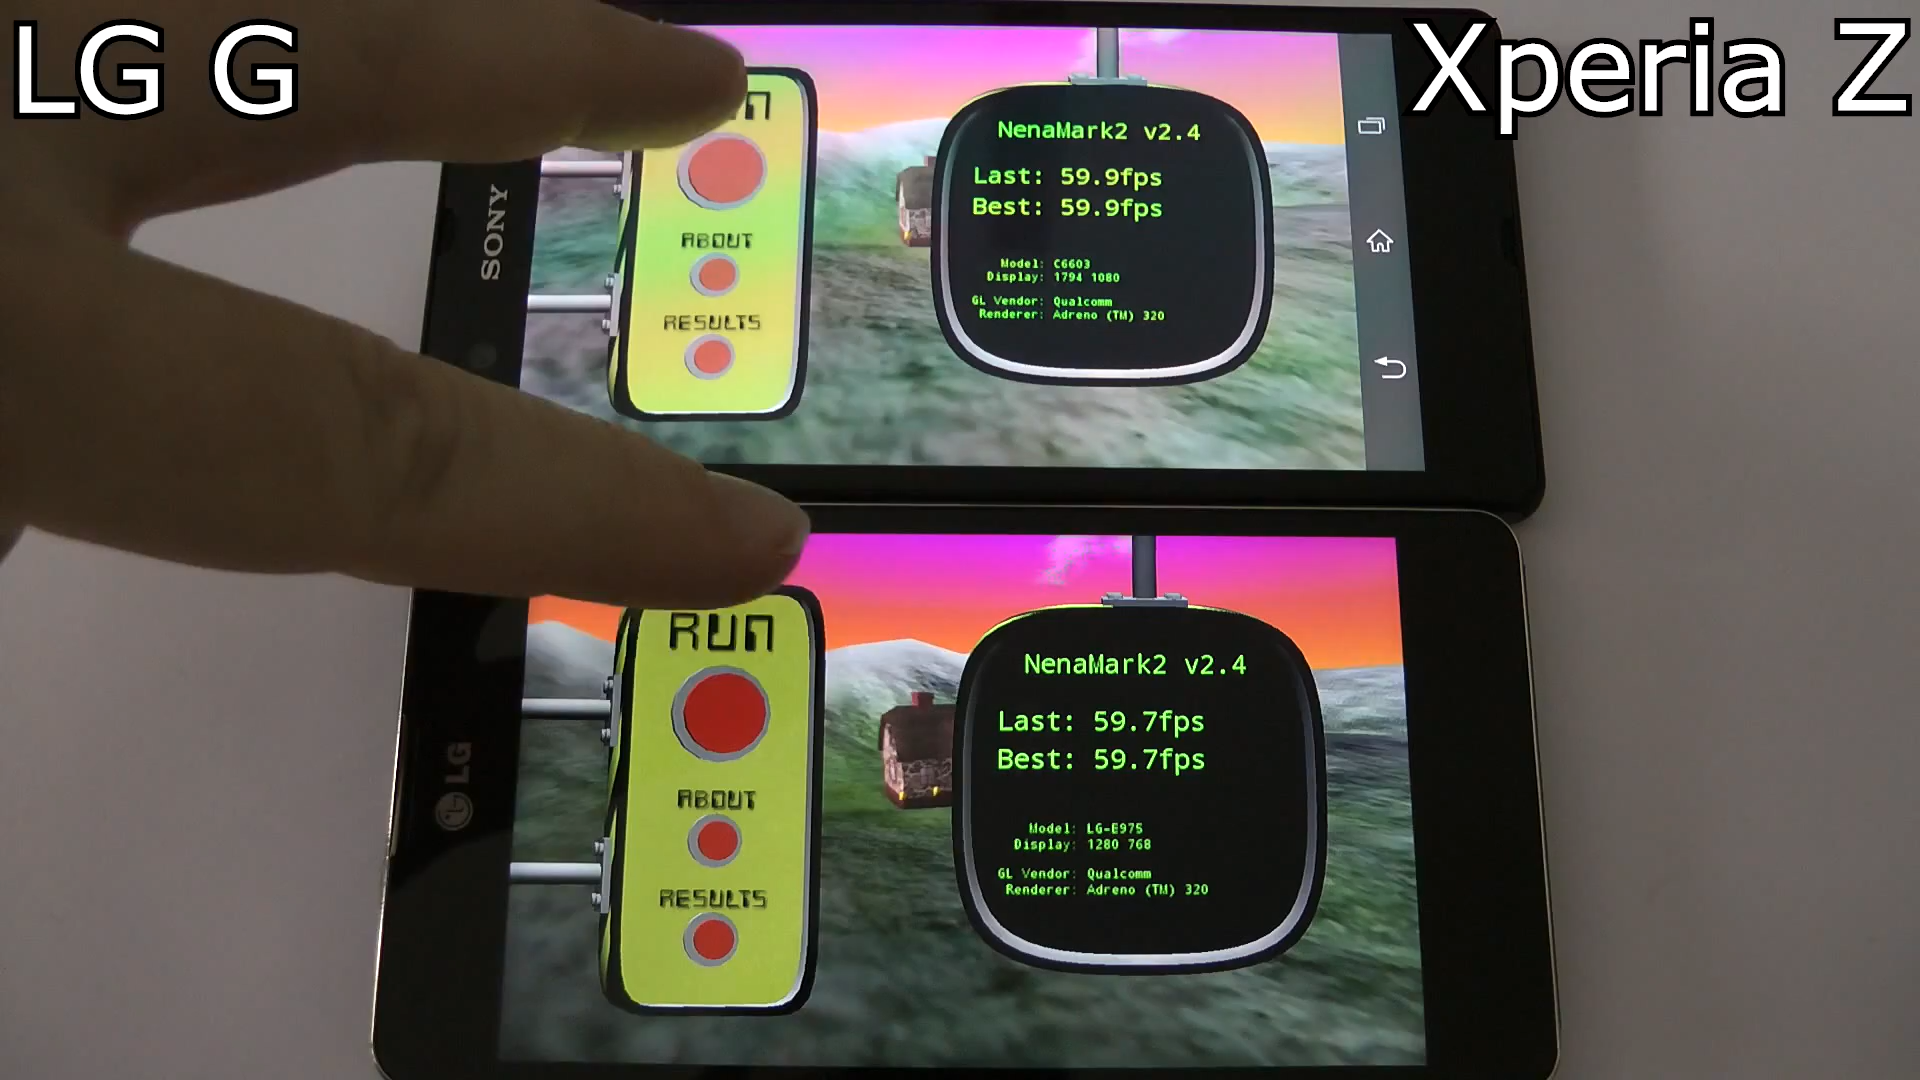 LG G
Xperia Z
SONY
NenaMark2 v2.4
Last: 59.9fps
Best: 59.9fps
Model: C6603
Display: 1794 1080
GL Vendor: Qualcomm
Renderer: Adreno (TM) 320
ABOUT
RESULTS
LG
RUN
ABOUT
RESULTS
NenaMark2 v2.4
Last: 59.7fps
Best: 59.7fps
Model: LG-E975
Display: 1280 768
GL Vendor: Qualcomm
Renderer: Adreno (TM) 320